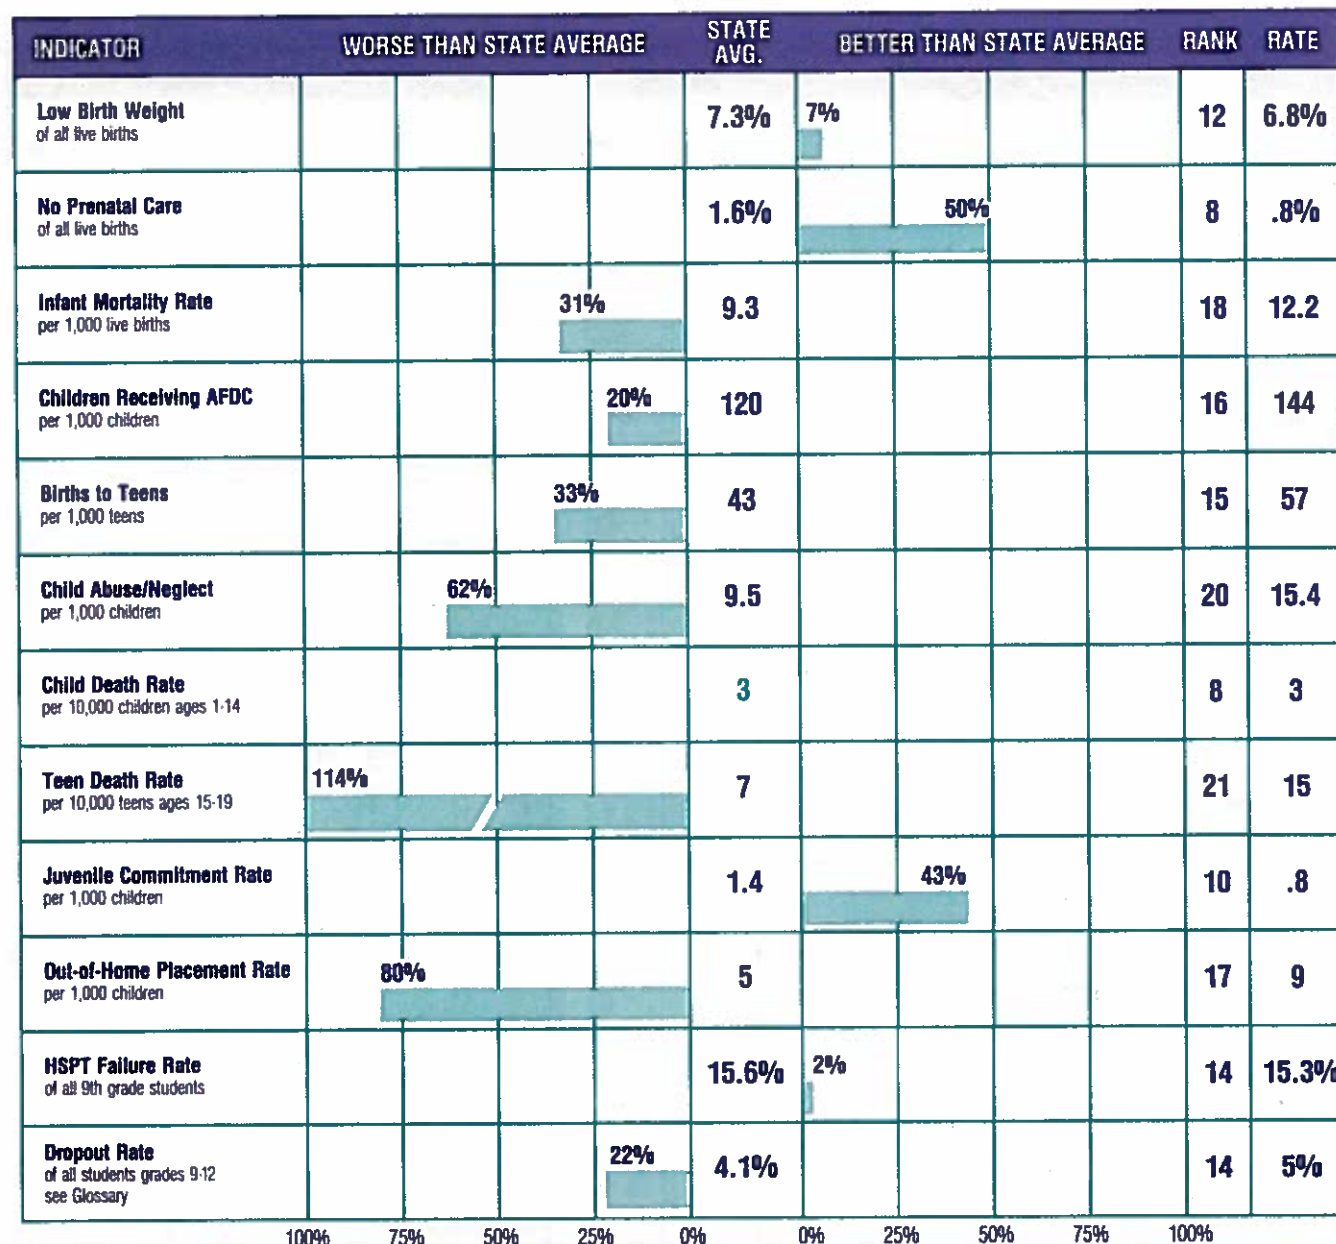 INDICATOR WORSE THAN STATE AVERAGE STATE AVG. BETTER THAN STATE AVERAGE RANK RATE
Low Birth Weight
of all live births
7.3% 7% 12 6.8%
No Prenatal Care
of all live births
1.6% 50% 8 .8%
Infant Mortality Rate
per 1,000 live births
31% 9.3 18 12.2
Children Receiving AFDC
per 1,000 children
20% 120 16 144
Births to Teens
per 1,000 teens
33% 43 15 57
Child Abuse/Neglect
per 1,000 children
62% 9.5 20 15.4
Child Death Rate
per 10,000 children ages 1-14
3 8 3
Teen Death Rate
per 10,000 teens ages 15-19
114% 7 21 15
Juvenile Commitment Rate
per 1,000 children
1.4 43% 10 .8
Out-of-Home Placement Rate
per 1,000 children
80% 5 17 9
HSPT Failure Rate
of all 9th grade students
15.6% 2% 14 15.3%
Dropout Rate
of all students grades 9-12
see Glossary
22% 4.1% 14 5%
100% 75% 50% 25% 0% 0% 25% 50% 75% 100%